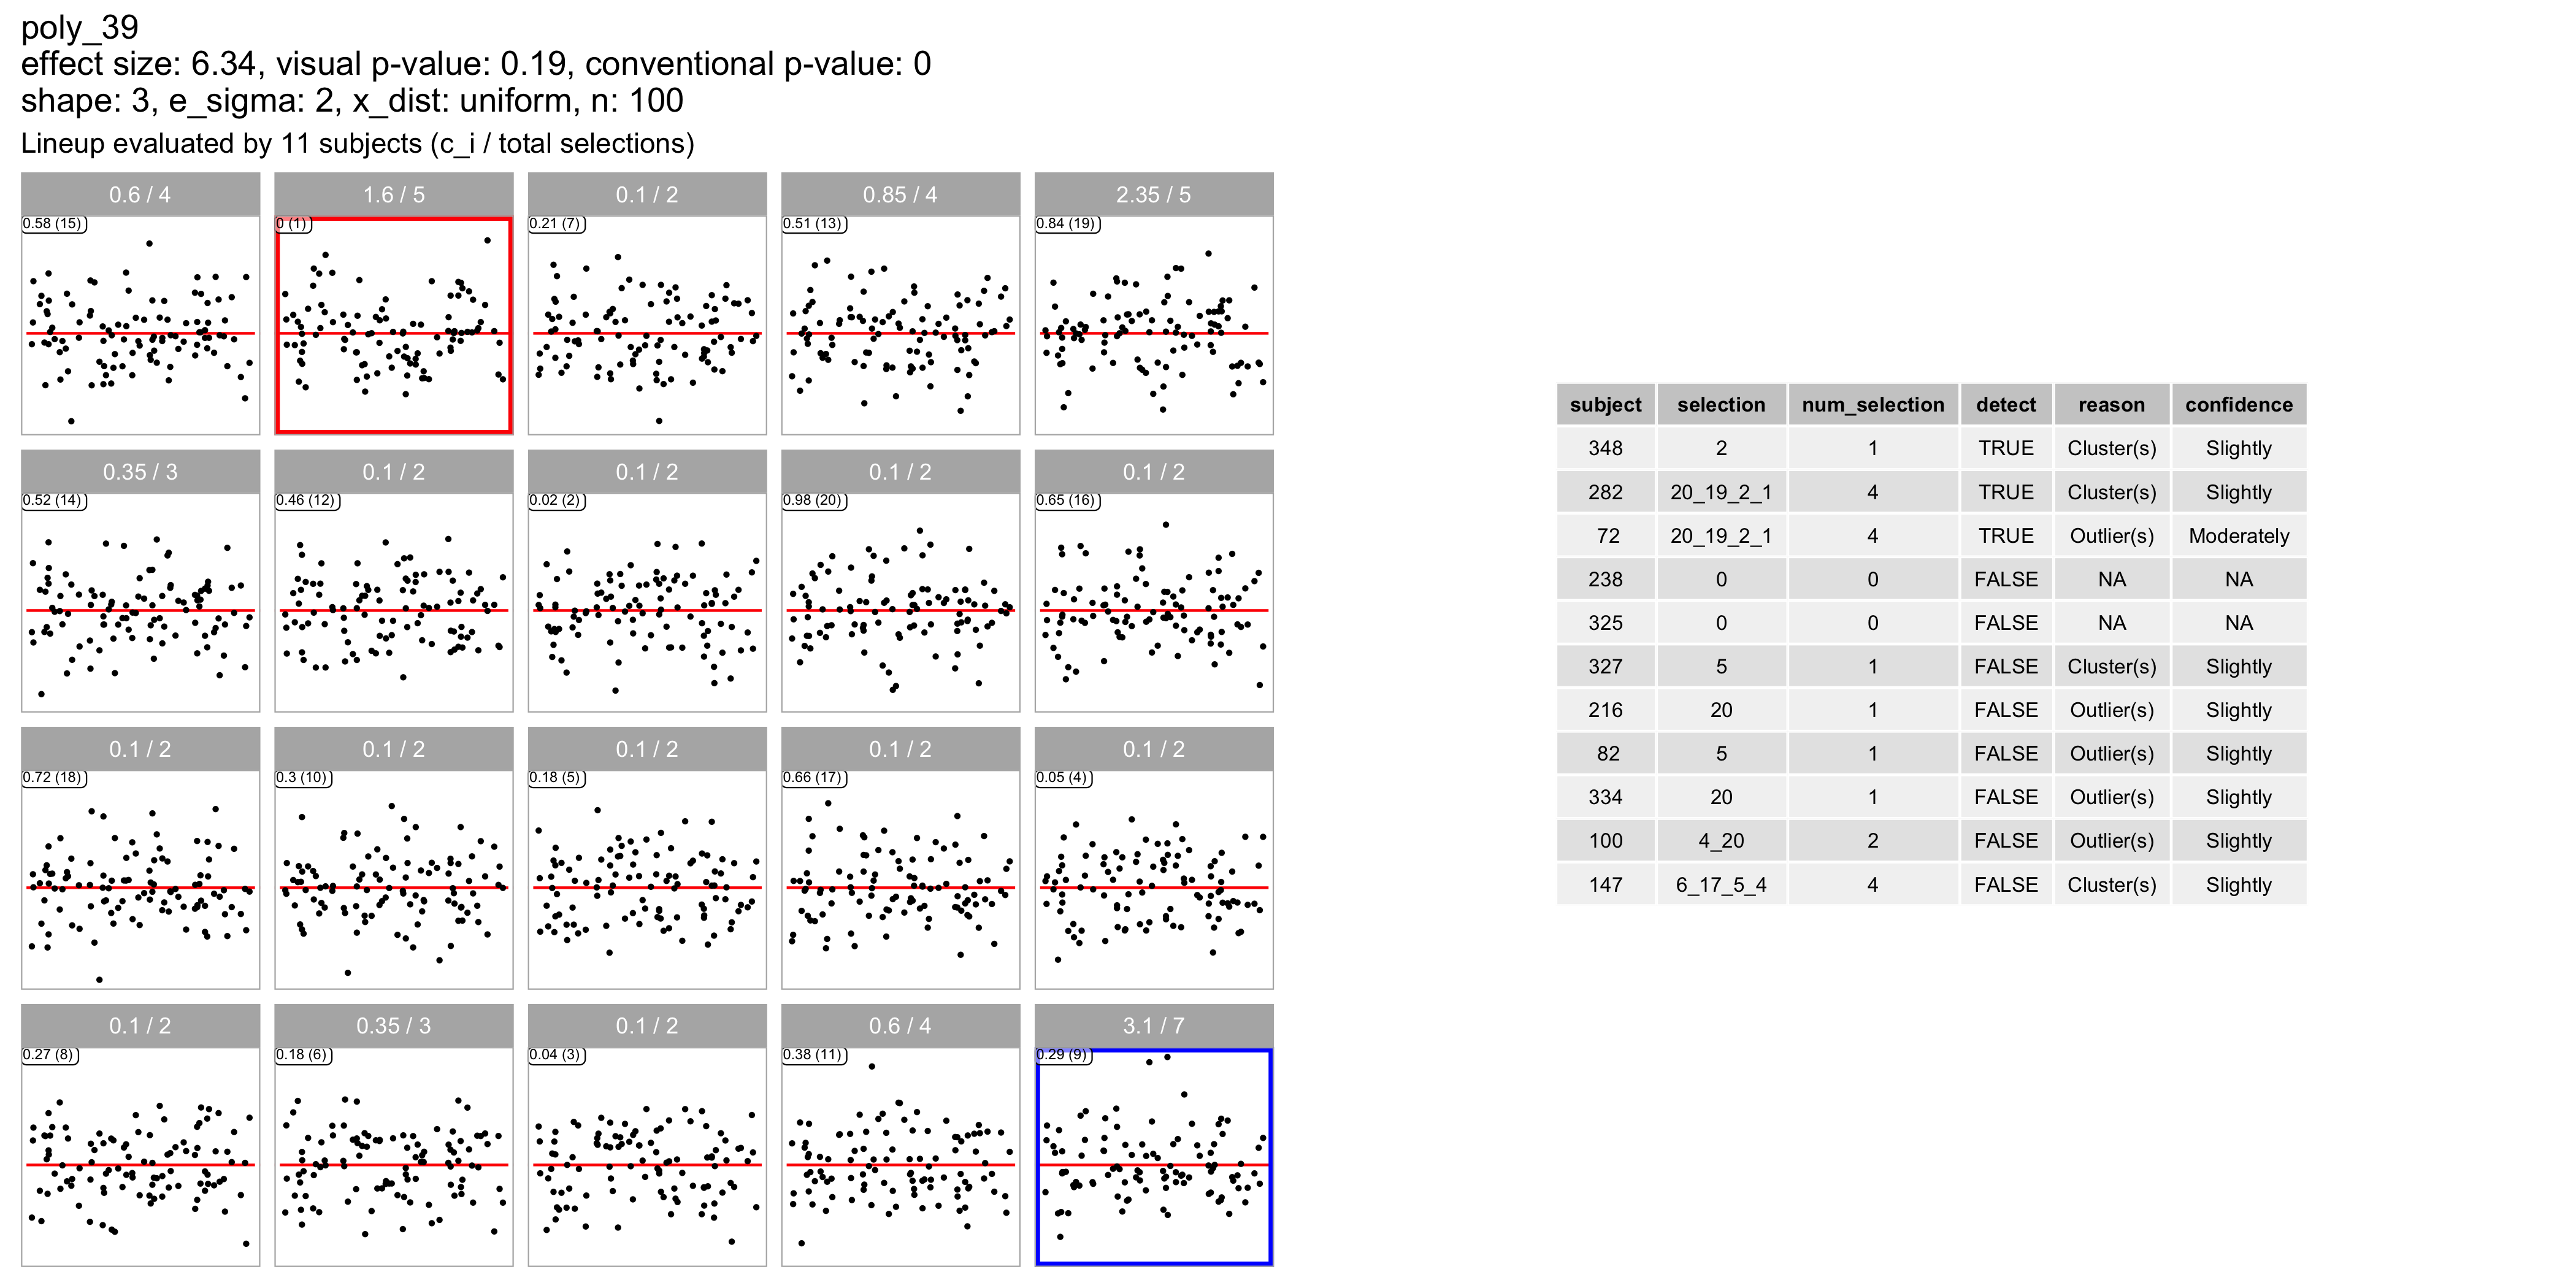 poly_39
effect size: 6.34, visual p-value: 0.19, conventional p-value: 0
shape: 3, e_sigma: 2, x_dist: uniform, n: 100
Lineup evaluated by 11 subjects (c_i / total selections)
0.6 / 4 1.6 / 5 0.1 / 2 0.85 / 4 2.35 / 5
0.58 (15) 0 (1) 0.21 (7) 0.51 (13) 0.84 (19)
0.35 / 3 0.1 / 2 0.1 / 2 0.1 / 2 0.1 / 2
0.52 (14) 0.46 (12) 0.02 (2) 0.98 (20) 0.65 (16)
0.1 / 2 0.1 / 2 0.1 / 2 0.1 / 2 0.1 / 2
0.72 (18) 0.3 (10) 0.18 (5) 0.66 (17) 0.05 (4)
0.1 / 2 0.35 / 3 0.1 / 2 0.6 / 4 3.1 / 7
0.27 (8) 0.18 (6) 0.04 (3) 0.38 (11) 0.29 (9)
subject selection num_selection detect reason confidence
348 2 1 TRUE Cluster(s) Slightly
282 20_19_2_1 4 TRUE Cluster(s) Slightly
72 20_19_2_1 4 TRUE Outlier(s) Moderately
238 0 0 FALSE NA NA
325 0 0 FALSE NA NA
327 5 1 FALSE Cluster(s) Slightly
216 20 1 FALSE Outlier(s) Slightly
82 5 1 FALSE Outlier(s) Slightly
334 20 1 FALSE Outlier(s) Slightly
100 4_20 2 FALSE Outlier(s) Slightly
147 6_17_5_4 4 FALSE Cluster(s) Slightly